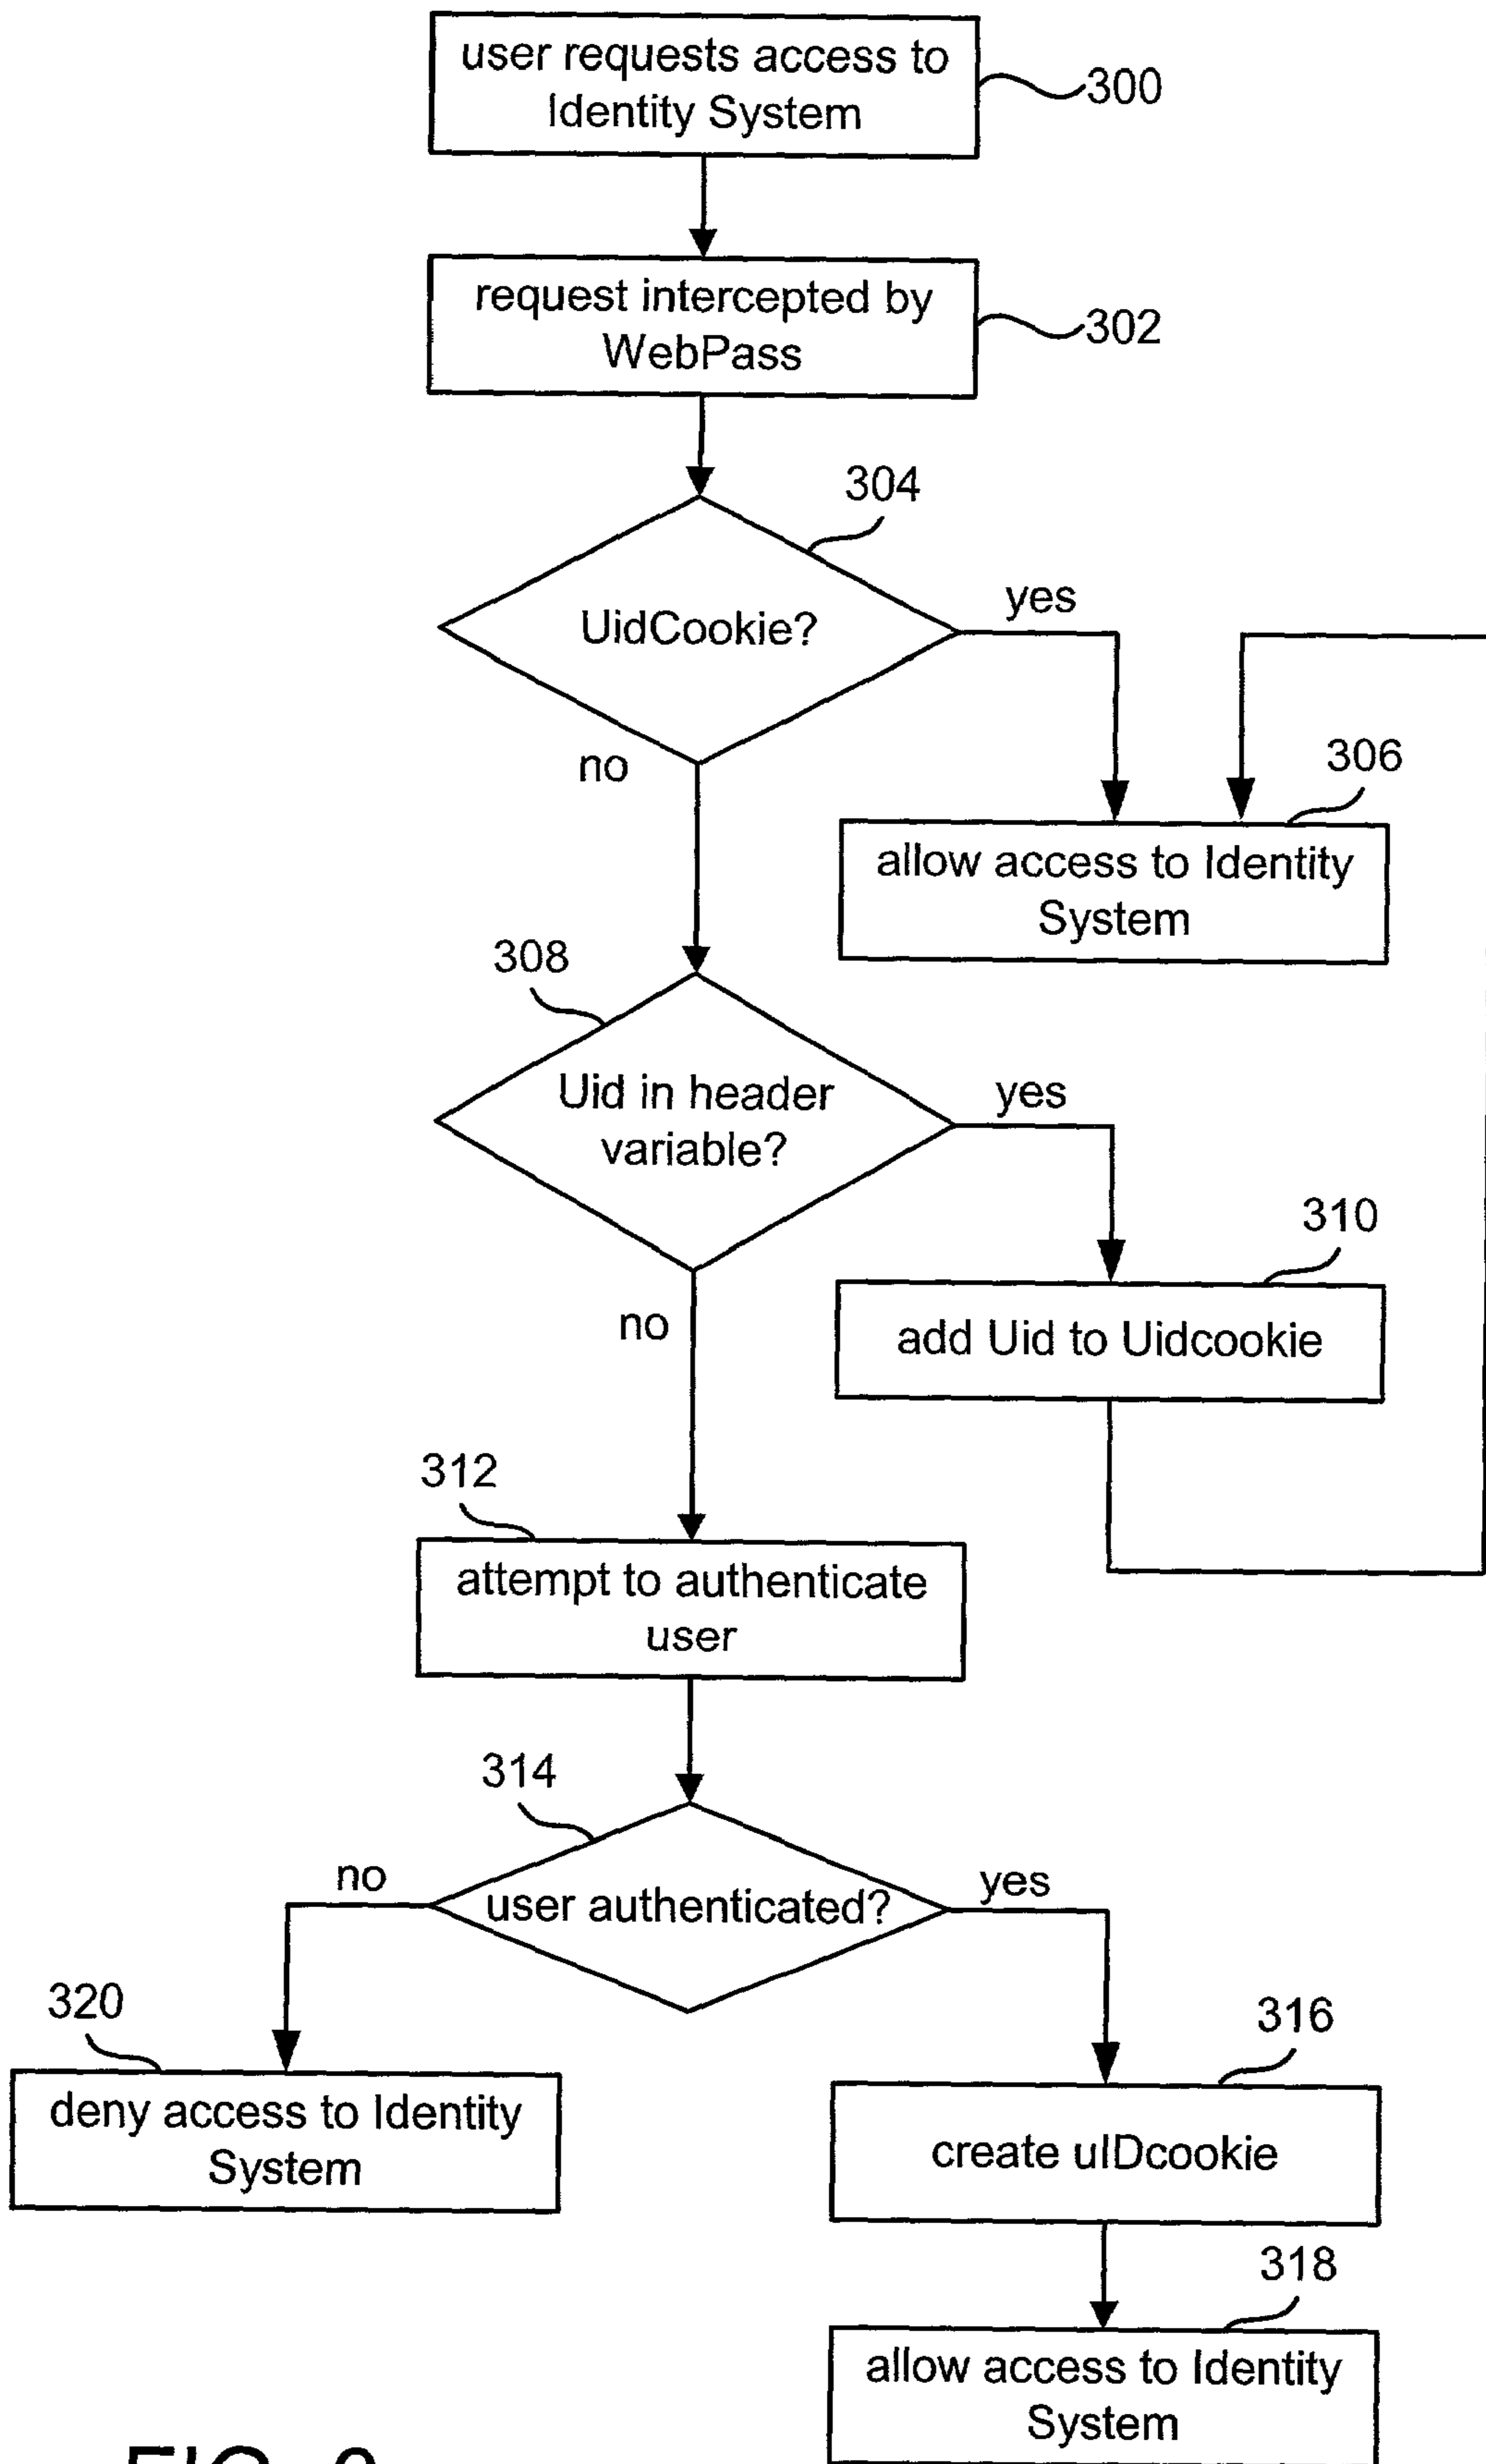 user requests access to
Identity System
300
request intercepted by
WebPass
302
304
UidCookie?
yes
no
306
allow access to Identity
System
308
Uid in header
variable?
yes
no
310
add Uid to Uidcookie
312
attempt to authenticate
user
314
user authenticated?
no
yes
320
deny access to Identity
System
316
create uIDcookie
318
allow access to Identity
System